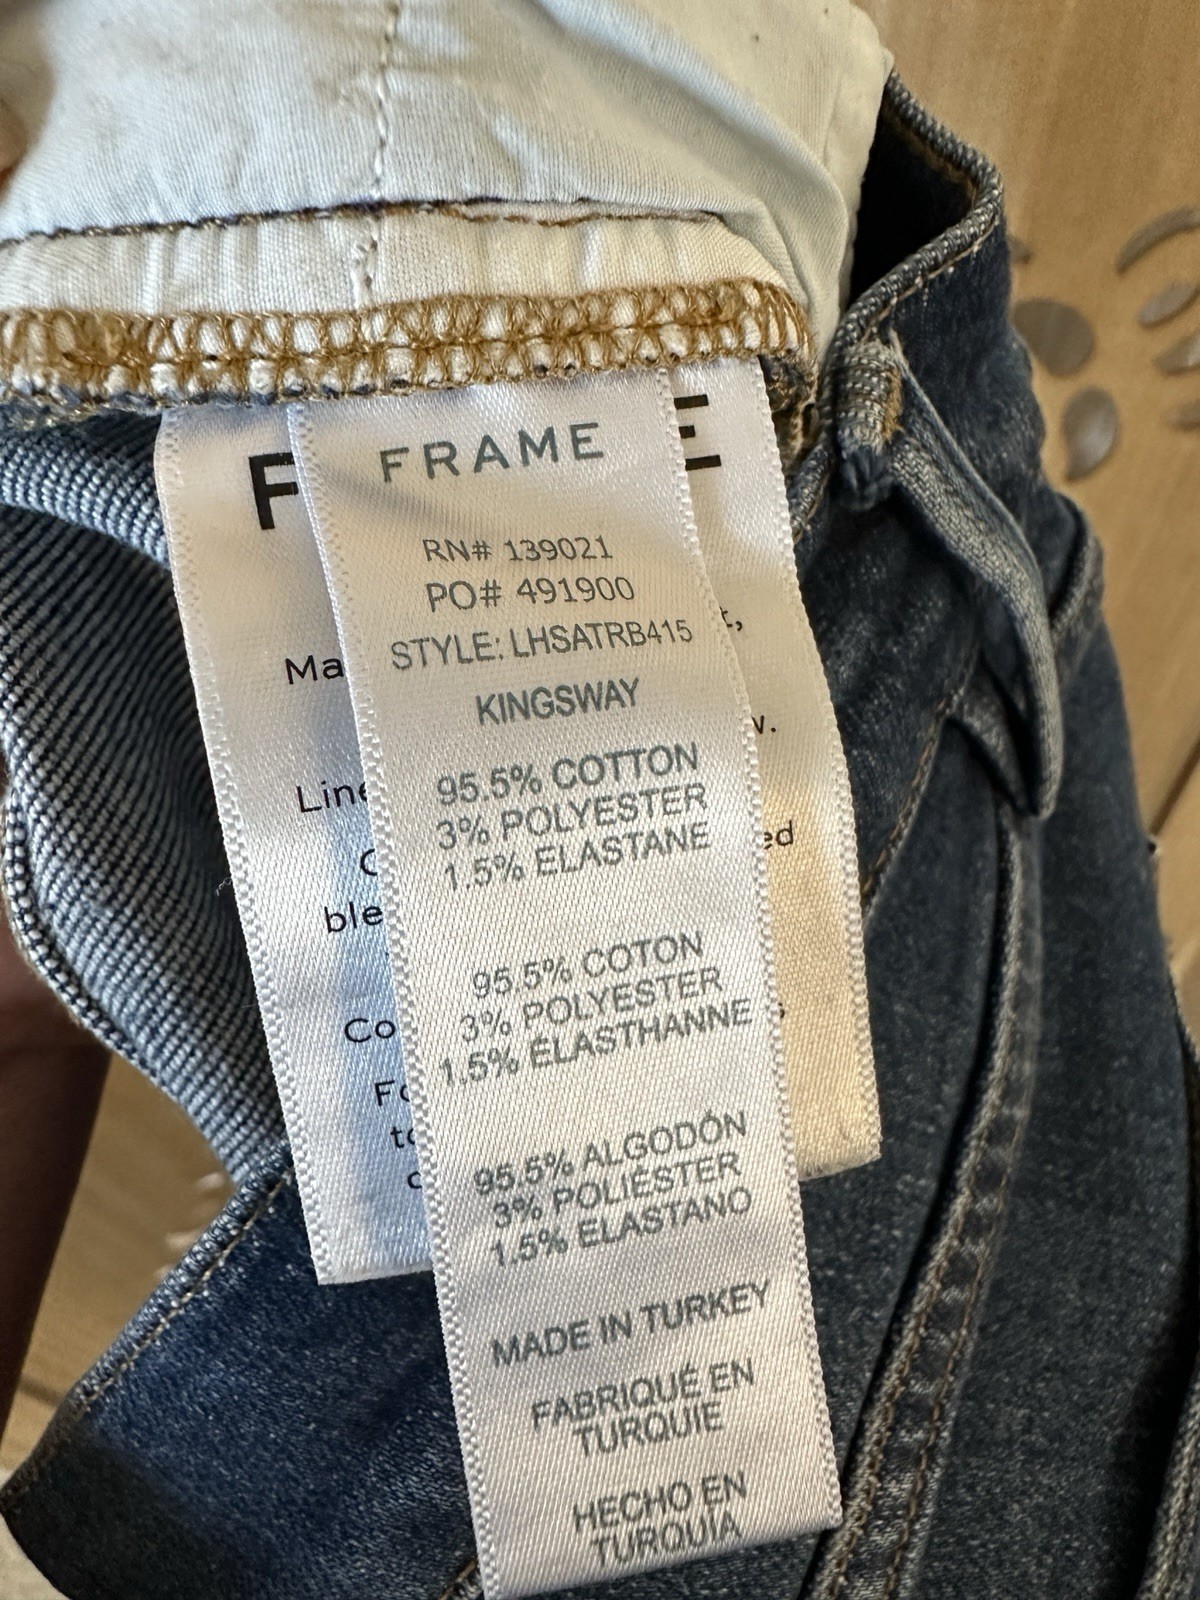 FRAME
RN# 139021
PO# 491900
STYLE: LHSATRB415
KINGSWAY
95.5% COTTON
3% POLYESTER
1.5% ELASTANE
95.5% COTON
3% POLYESTER
1.5% ELASTHANNE
95.5% ALGODÓN
3% POLIÉSTER
1.5% ELASTANO
MADE IN TURKEY
FABRIQUÉ EN
TURQUIE
HECHO EN
TURQUIA